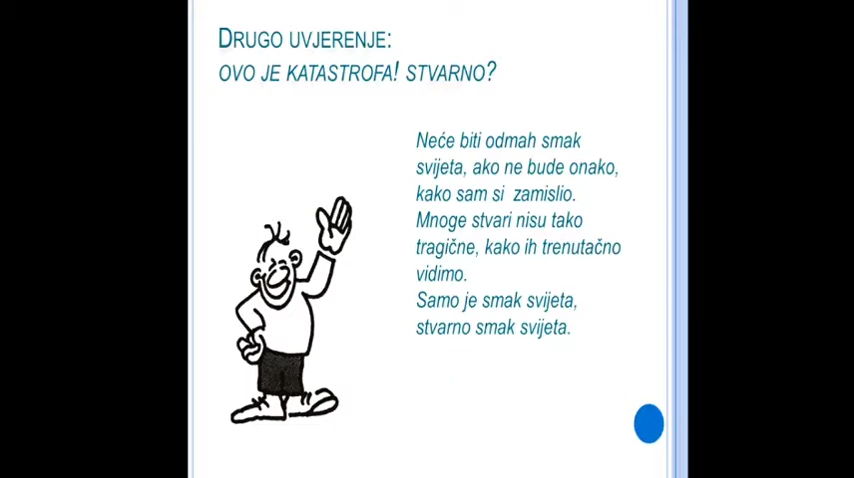 DRUGO UVJERENJE:
OVO JE KATASTROFA! STVARNO?
Neće biti odmah smak
svijeta, ako ne bude onako,
kako sam si zamislio.
Mnoge stvari nisu tako
tragične, kako ih trenutačno
vidimo.
Samo je smak svijeta,
stvarno smak svijeta.